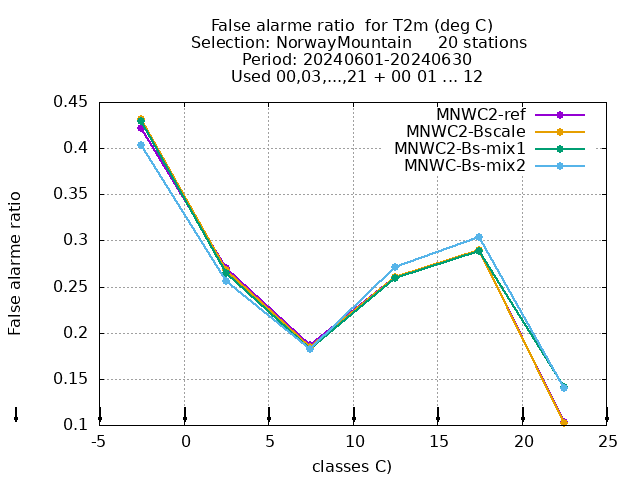 False alarme ratio  for T2m (deg C)
Selection: NorwayMountain     20 stations
Period: 20240601-20240630
Used 00,03,...,21 + 00 01 ... 12
MNWC2-ref
MNWC2-Bscale
MNWC2-Bs-mix1
MNWC-Bs-mix2
False alarme ratio
0.45
0.4
0.35
0.3
0.25
0.2
0.15
0.1
-5 0 5 10 15 20 25
classes C)